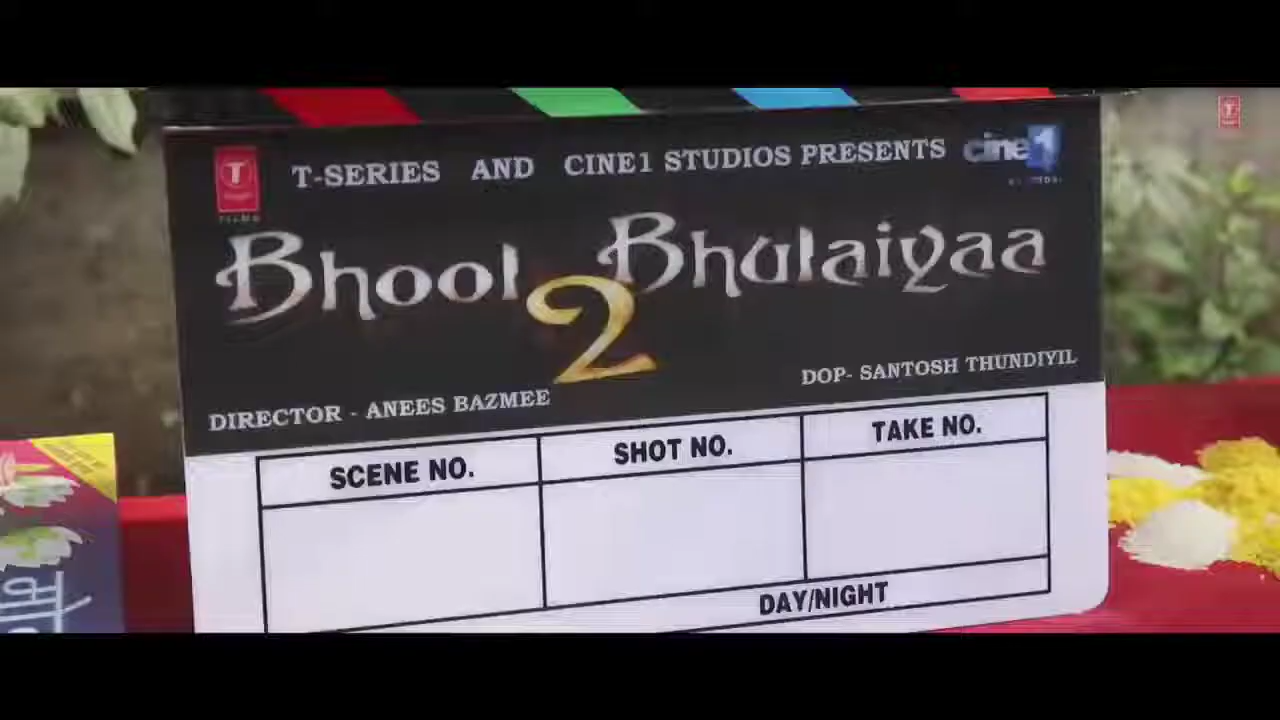 T-SERIES AND CINE1 STUDIOS PRESENTS cine1
Bhool Bhulaiyaa
2
DIRECTOR - ANEES BAZMEE
DOP- SANTOSH THUNDIYIL
SCENE NO. SHOT NO. TAKE NO.
DAY/NIGHT